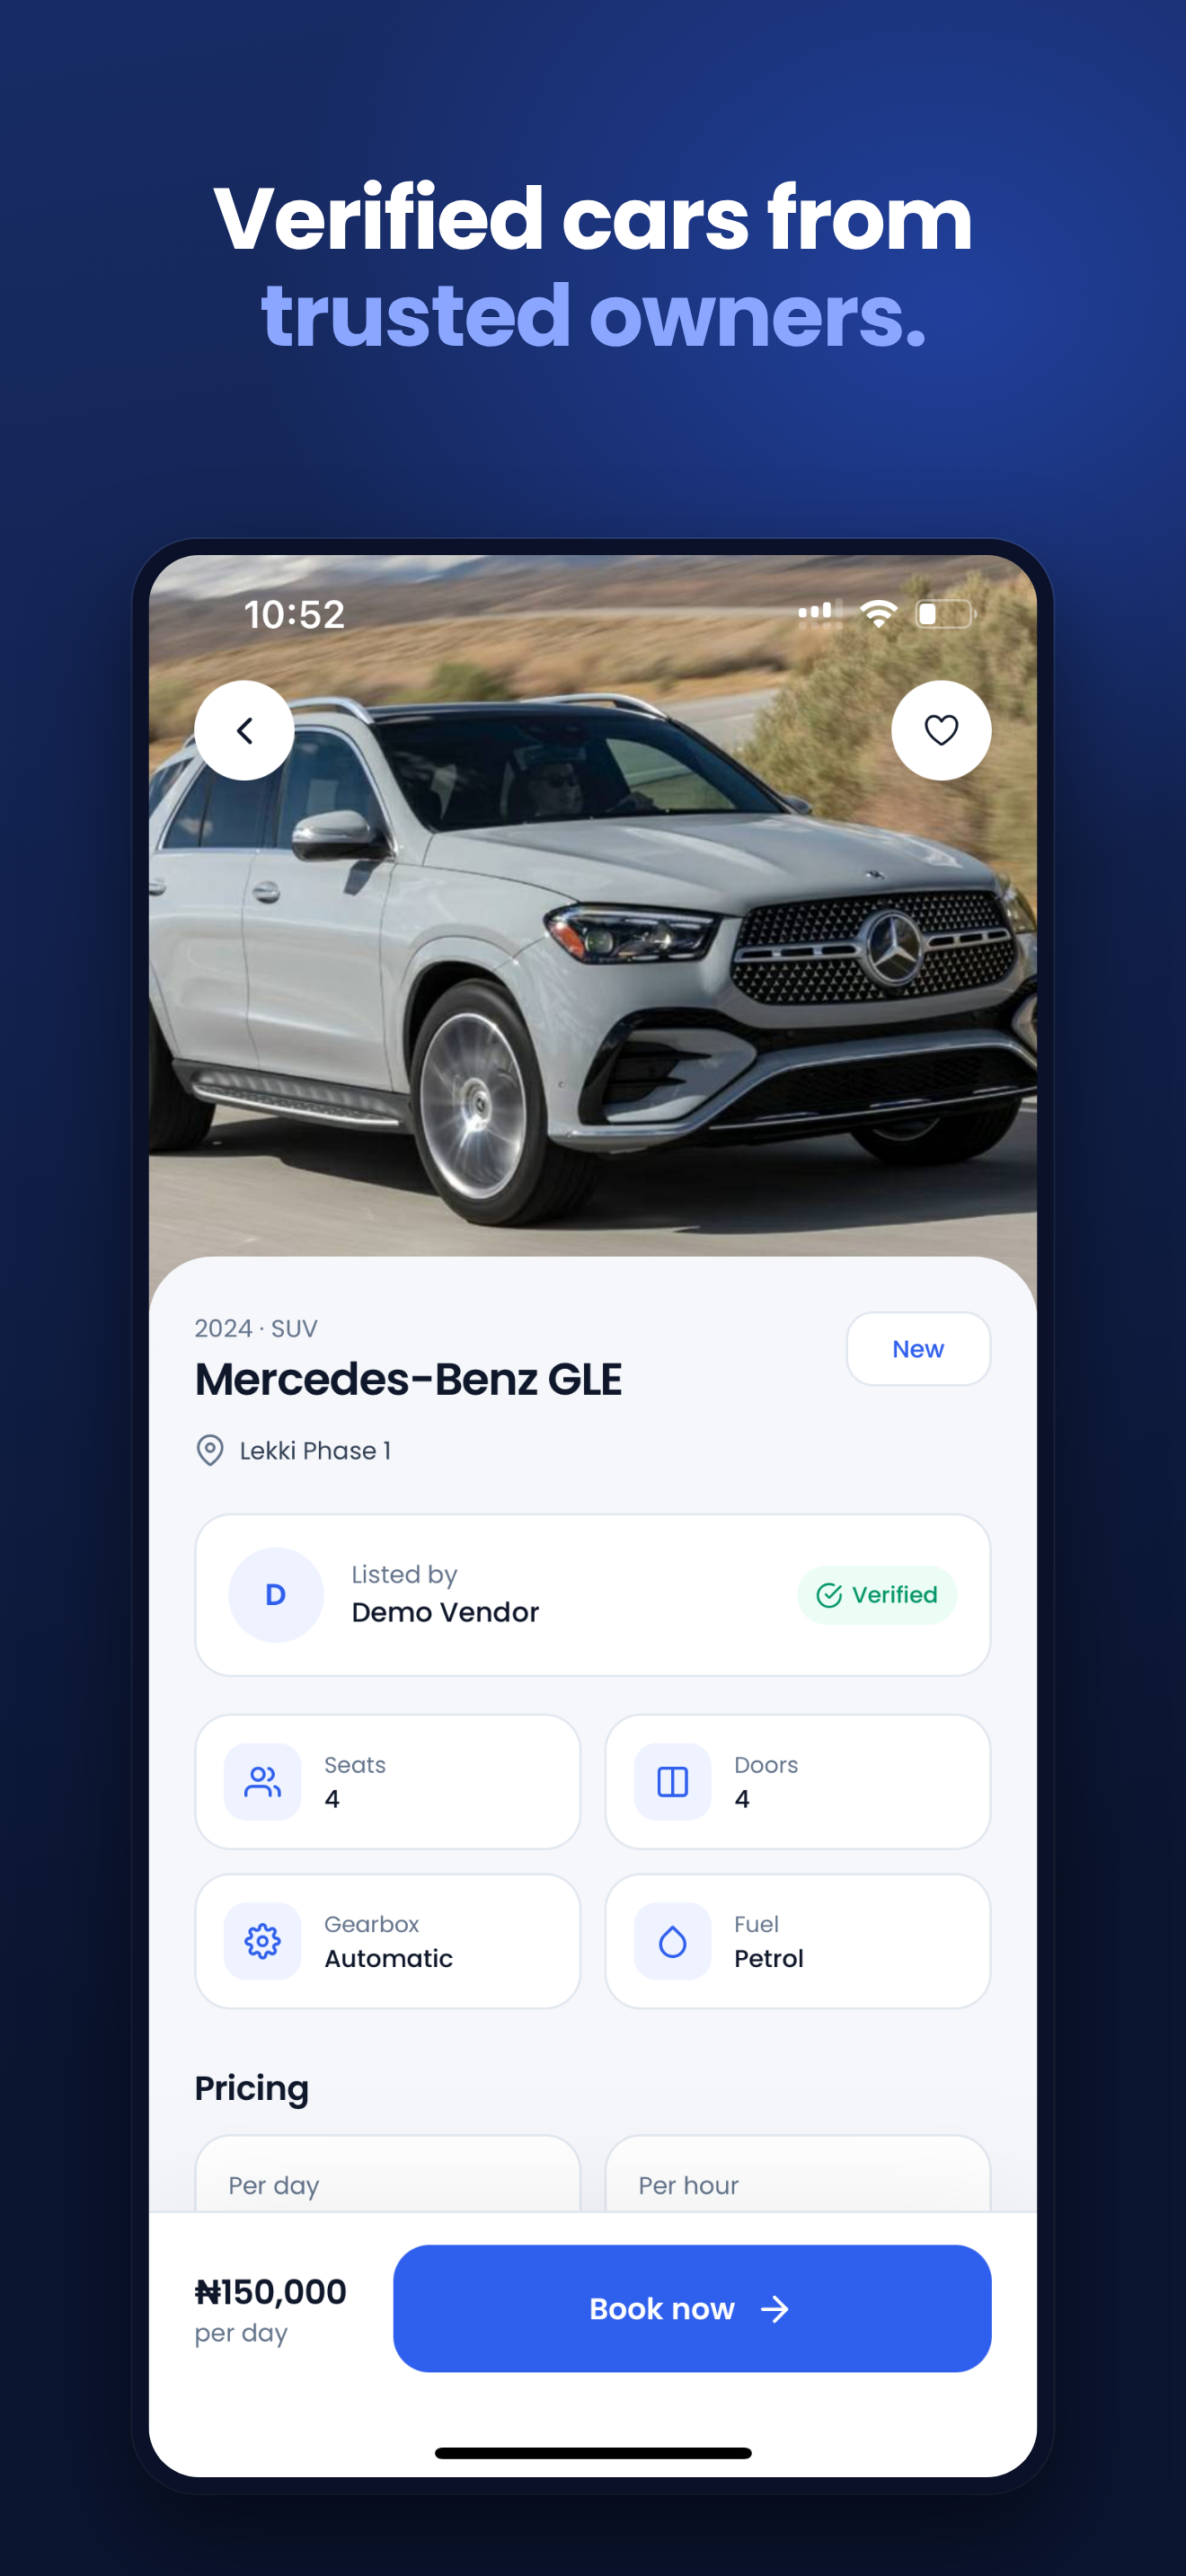 Verified cars from
trusted owners.
10:52
2024 · SUV
New
Mercedes-Benz GLE
Lekki Phase 1
D
Listed by
Demo Vendor
Verified
Seats
4
Doors
4
Gearbox
Automatic
Fuel
Petrol
Pricing
Per day
Per hour
₦150,000
per day
Book now